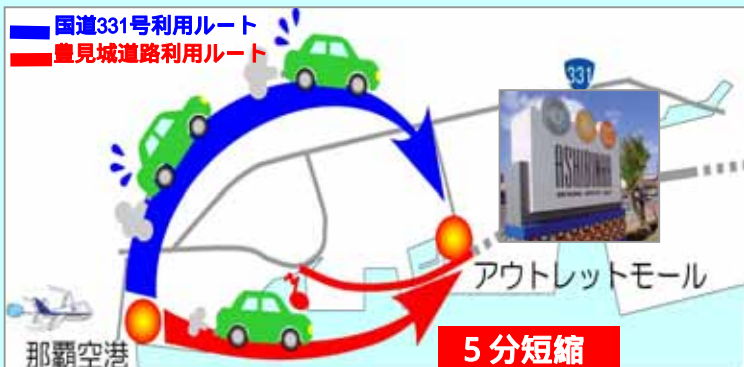 国道331号利用ルート
豊見城道路利用ルート
331
ASHIBINAA
アウトレットモール
那覇空港
5分短縮